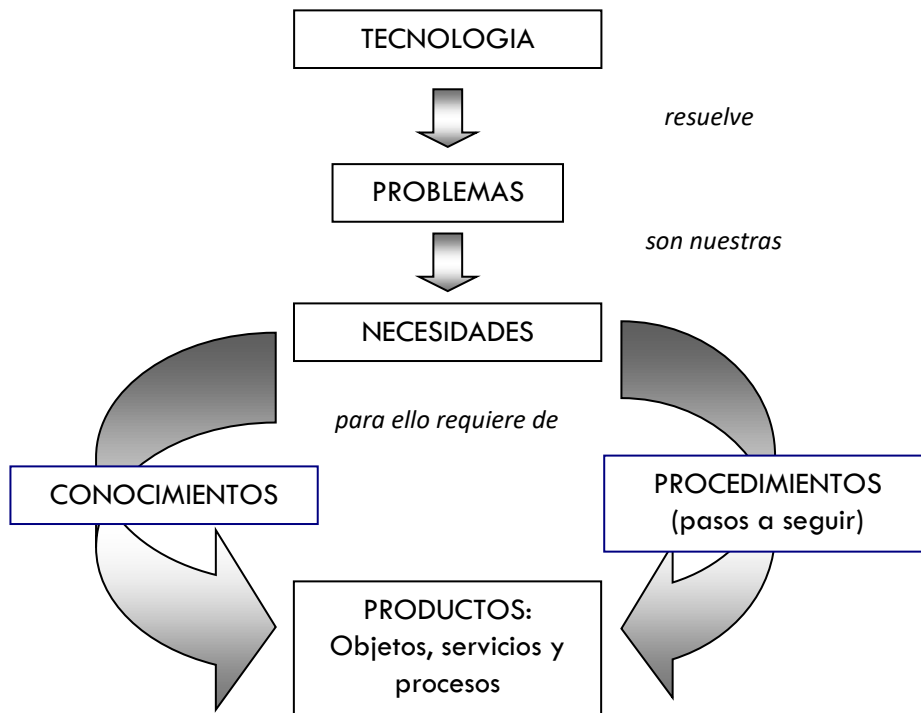 TECNOLOGIA
resuelve
PROBLEMAS
son nuestras
NECESIDADES
para ello requiere de
CONOCIMIENTOS
PROCEDIMIENTOS
(pasos a seguir)
PRODUCTOS:
Objetos, servicios y
procesos